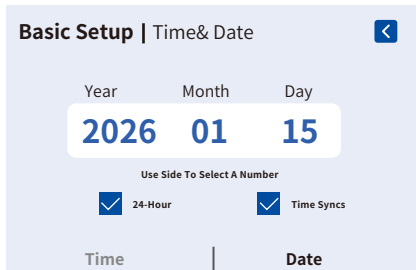 Basic Setup | Time& Date
Year Month Day
2026 01 15
Use Side To Select A Number
24-Hour Time Syncs
Time | Date